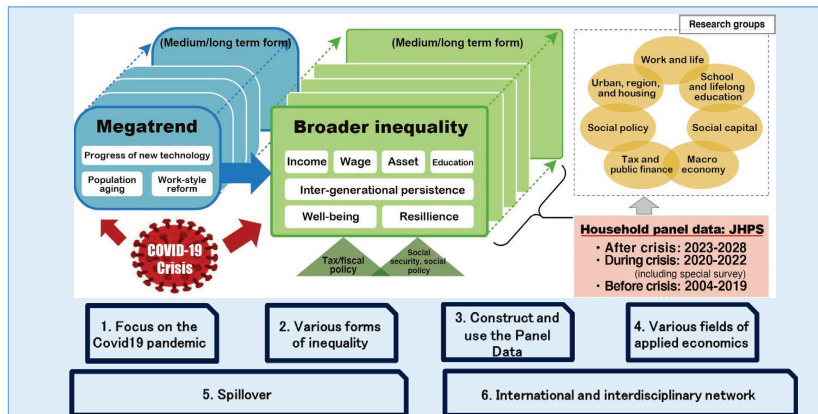 Research groups
(Medium/long term form)
(Medium/long term form)
Work and life
Urban, region,
and housing
School
and lifelong
education
Social policy
Social capital
Tax and
public finance
Macro
economy
Megatrend
Progress of new technology
Population
aging
Work-style
reform
Broader inequality
Income
Wage
Asset
Education
Inter-generational persistence
Well-being
Resillience
COVID-19
Crisis
Tax/fiscal
policy
Social
security, social
policy
Household panel data: JHPS
・After crisis: 2023-2028
・During crisis: 2020-2022
(including special survey)
・Before crisis: 2004-2019
1. Focus on the
Covid19 pandemic
2. Various forms
of inequality
3. Construct and
use the Panel
Data
4. Various fields of
applied economics
5. Spillover
6. International and interdisciplinary network